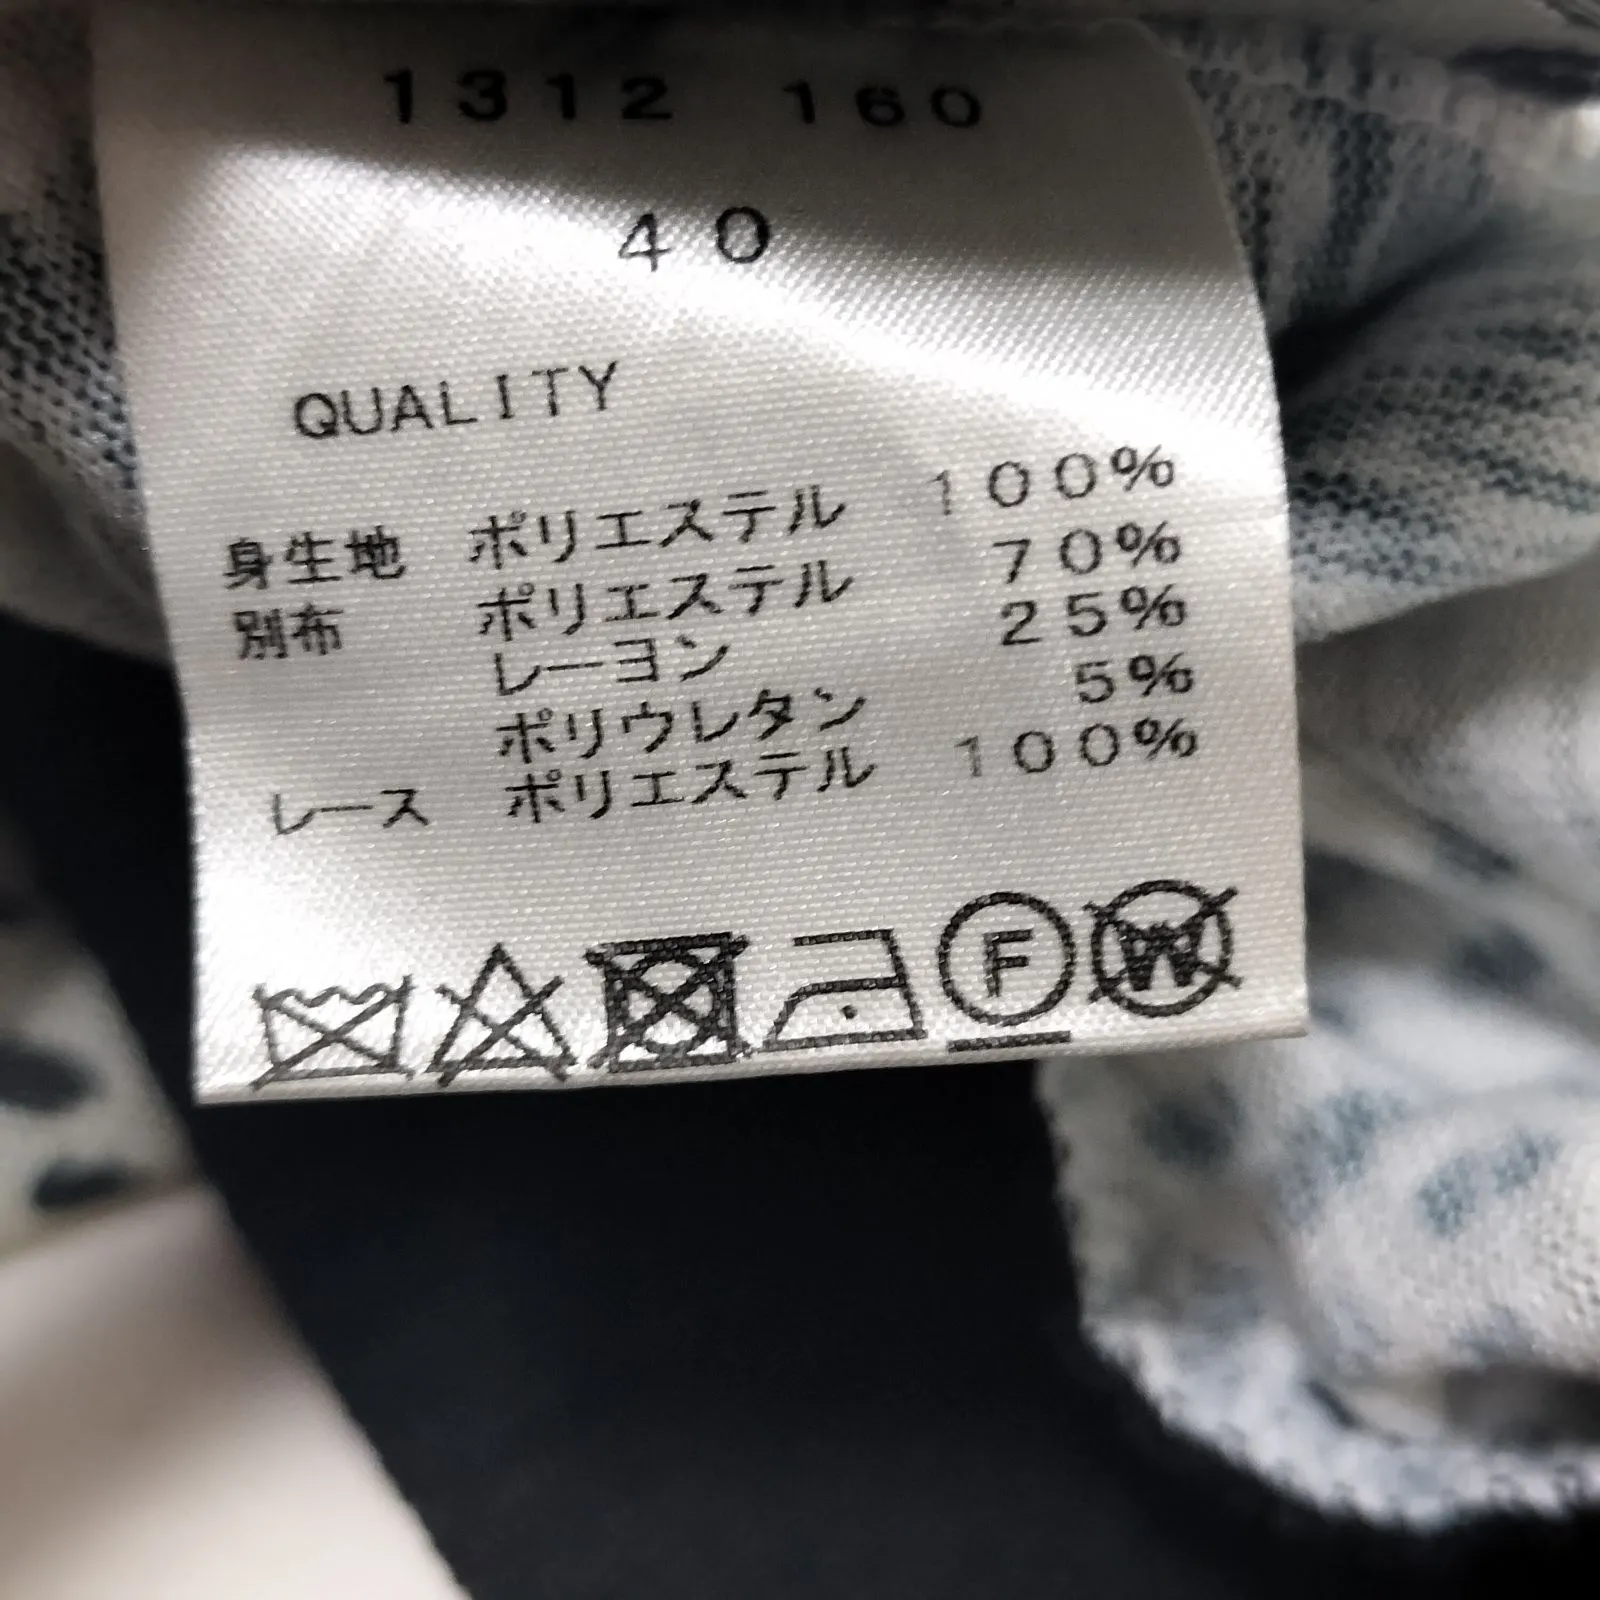 1312 160
40
QUALITY
身生地 ポリエステル 100%
別布 ポリエステル 70%
レーヨン 25%
ポリウレタン 5%
レース ポリエステル 100%
F W